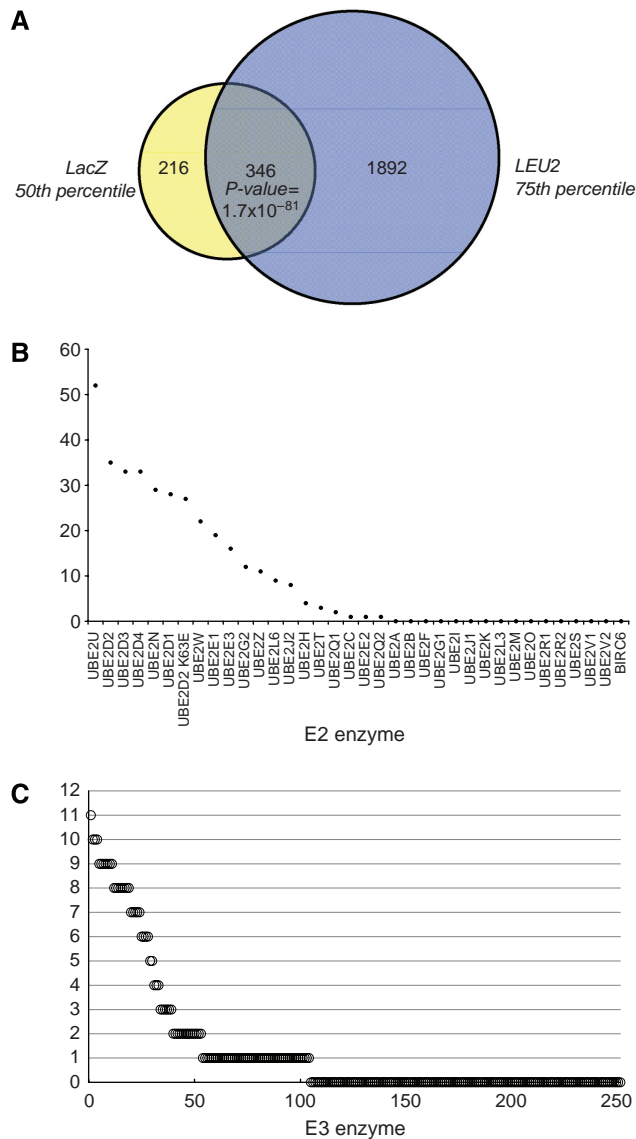 A
LacZ
50th percentile
216
346
P-value=
1.7x10⁻⁸¹
1892
LEU2
75th percentile
B
60
50
40
30
20
10
0
UBE2U
UBE2D2
UBE2D3
UBE2D4
UBE2N
UBE2D1
UBE2D2 K63E
UBE2W
UBE2E1
UBE2E3
UBE2G2
UBE2Z
UBE2L6
UBE2J2
UBE2H
UBE2T
UBE2Q1
UBE2C
UBE2E2
UBE2Q2
UBE2A
UBE2B
UBE2F
UBE2G1
UBE2I
UBE2J1
UBE2K
UBE2L3
UBE2M
UBE2O
UBE2R1
UBE2R2
UBE2S
UBE2V1
UBE2V2
BIRC6
E2 enzyme
C
12
11
10
9
8
7
6
5
4
3
2
1
0
0 50 100 150 200 250
E3 enzyme